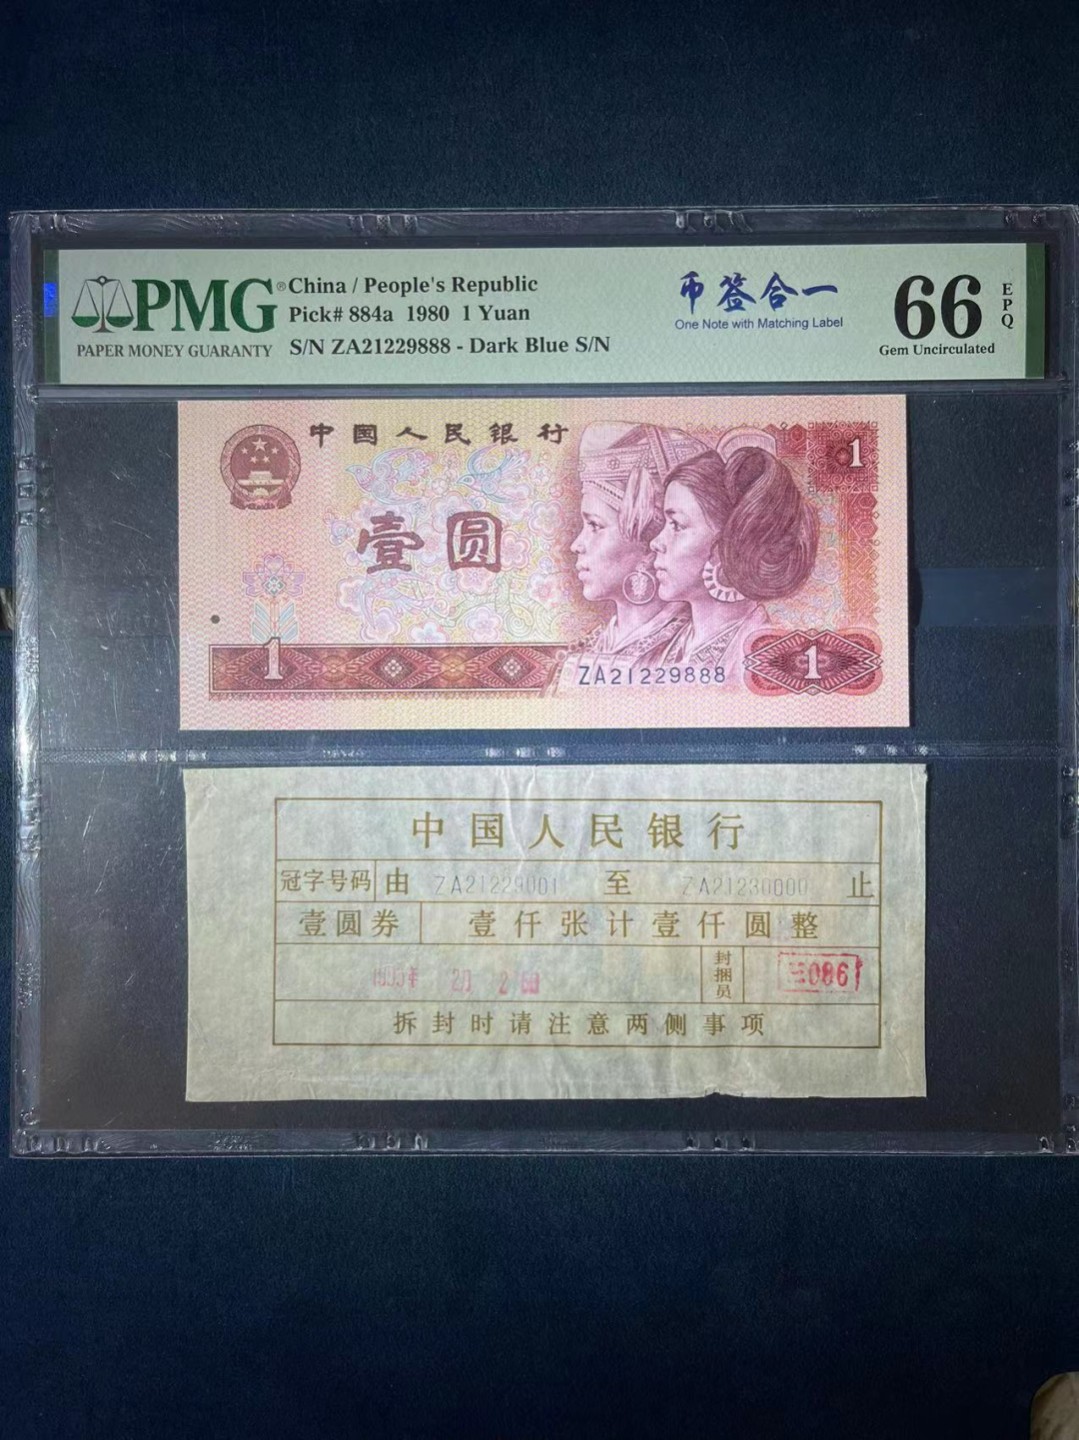 PMG® China / People's Republic
Pick# 884a 1980 1 Yuan
PAPER MONEY GUARANTY S/N ZA21229888 - Dark Blue S/N
币签合一
One Note with Matching Label
66 EPQ
Gem Uncirculated
中国人民银行
1
壹圆
1
ZA21229888
1
中国人民银行
冠字号码 由 ZA21229001 至 ZA21230000 止
壹圆券 壹仟张计壹仟圆整
封捆员 三086
拆封时请注意两侧事项